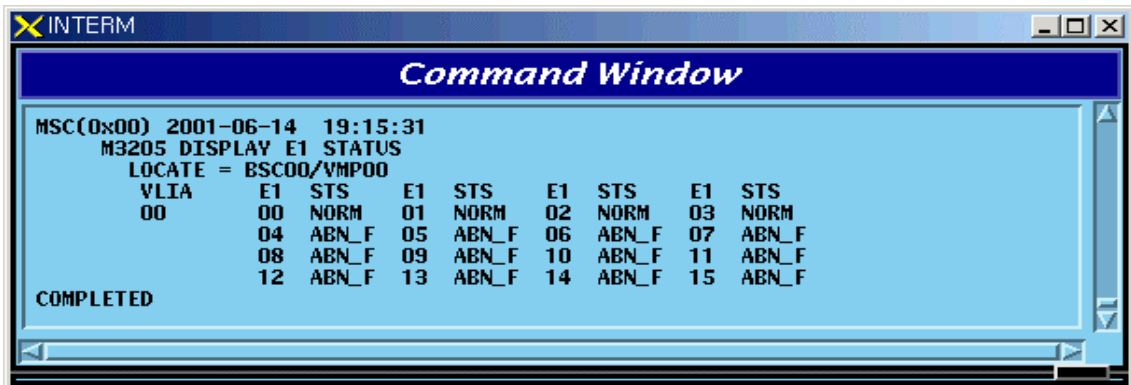 INTERM
Command Window
MSC(0x00) 2001-06-14 19:15:31
M3205 DISPLAY E1 STATUS
LOCATE = BSC00/VMP00
VLIA E1 STS E1 STS E1 STS E1 STS
00 00 NORM 01 NORM 02 NORM 03 NORM
04 ABN_F 05 ABN_F 06 ABN_F 07 ABN_F
08 ABN_F 09 ABN_F 10 ABN_F 11 ABN_F
12 ABN_F 13 ABN_F 14 ABN_F 15 ABN_F
COMPLETED